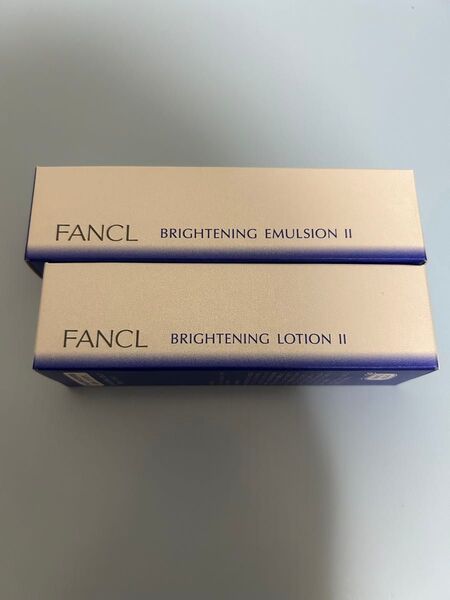 FANCL BRIGHTENING EMULSION II
FANCL BRIGHTENING LOTION II